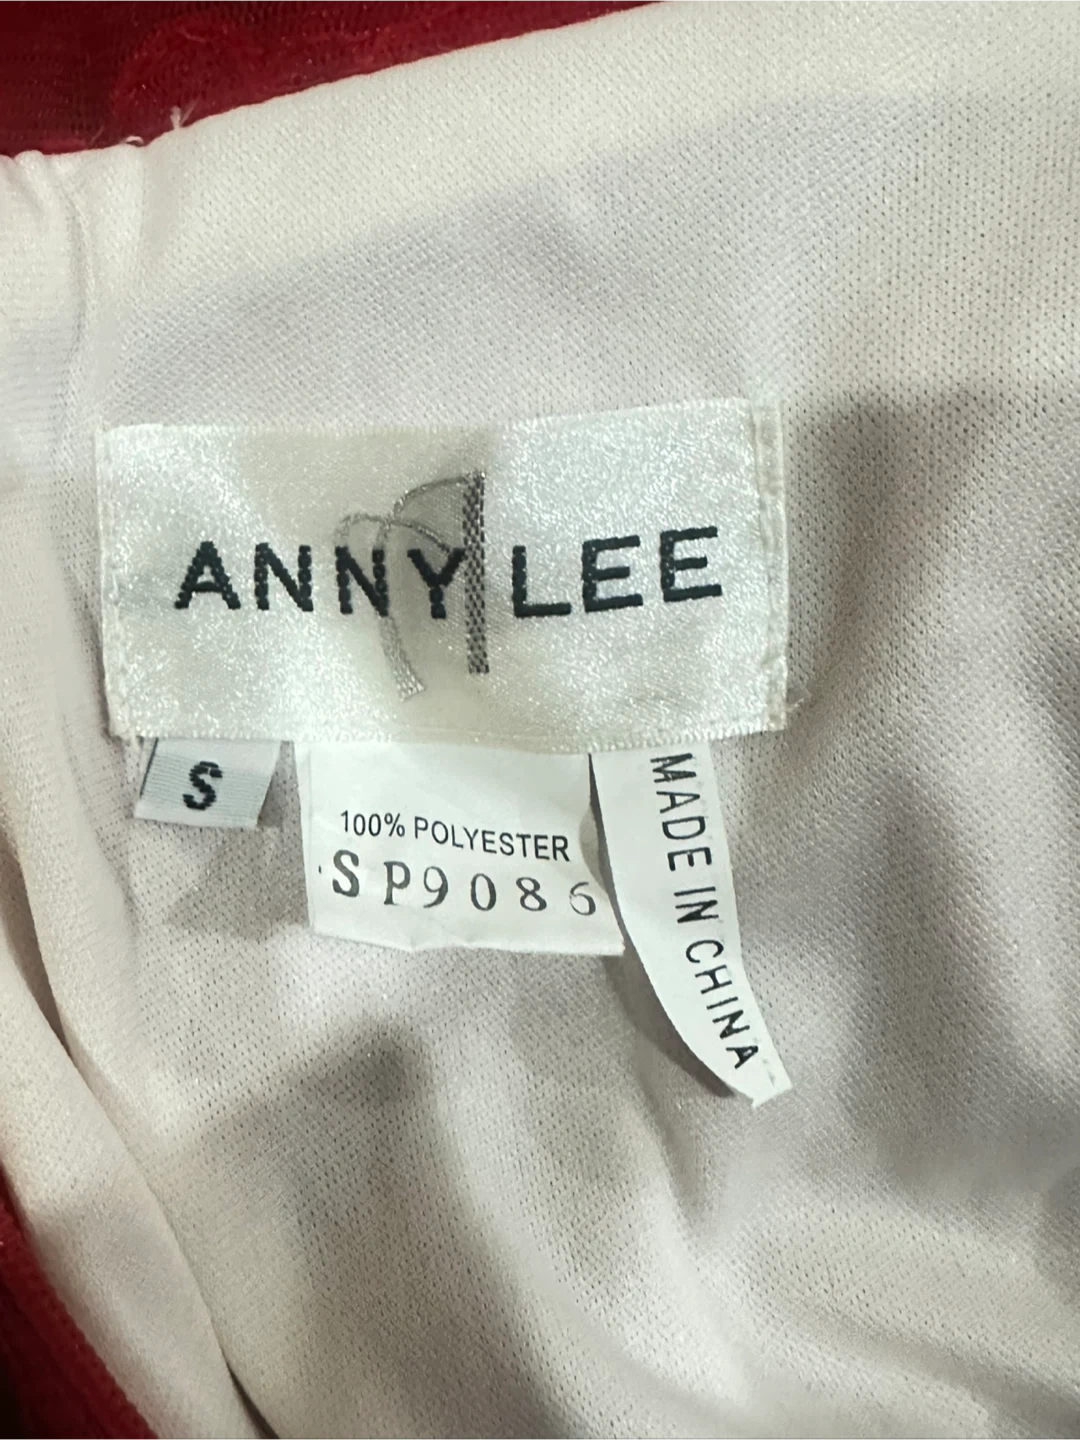 ANNY LEE
S
100% POLYESTER
SP9086
MADE IN CHINA